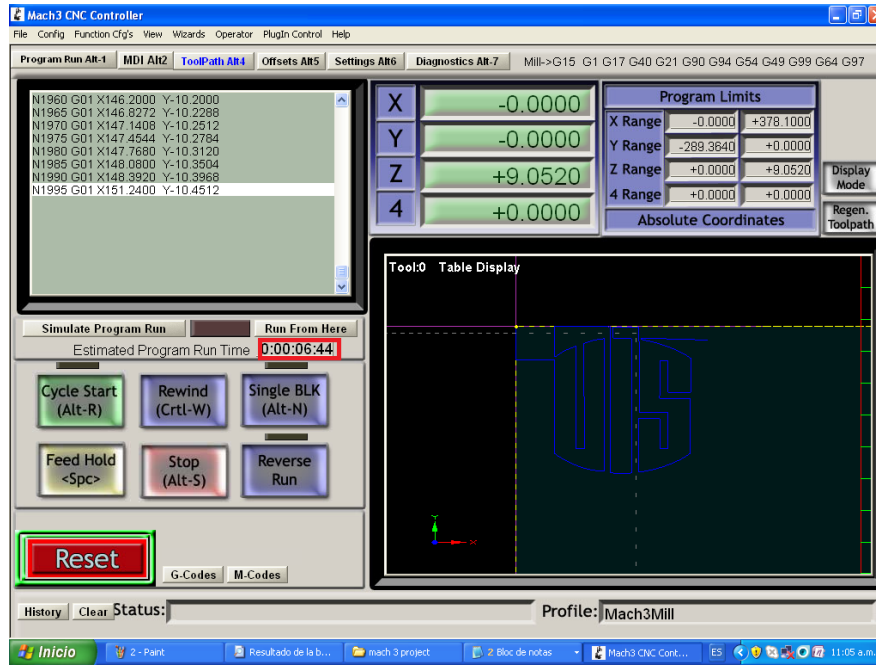 Mach3 CNC Controller
File Config Function Cfg's View Wizards Operator PlugIn Control Help
Program Run Alt-1 MDI Alt2 ToolPath Alt4 Offsets Alt5 Settings Alt6 Diagnostics Alt-7 Mill->G15 G1 G17 G40 G21 G90 G94 G54 G49 G99 G64 G97
N1960 G01 X146.2000 Y-10.2000
N1965 G01 X146.8272 Y-10.2288
N1970 G01 X147.1408 Y-10.2512
N1975 G01 X147.4544 Y-10.2784
N1980 G01 X147.7680 Y-10.3120
N1985 G01 X148.0800 Y-10.3504
N1990 G01 X148.3920 Y-10.3968
N1995 G01 X151.2400 Y-10.4512
X -0.0000
Y -0.0000
Z +9.0520
4 +0.0000
Program Limits
X Range -0.0000 +378.1000
Y Range -289.3640 +0.0000
Z Range +0.0000 +9.0520
4 Range +0.0000 +0.0000
Absolute Coordinates
Display
Mode
Regen.
Toolpath
Tool:0 Table Display
Simulate Program Run Run From Here
Estimated Program Run Time 0:00:06:44
Cycle Start
(Alt-R)
Rewind
(Crtl-W)
Single BLK
(Alt-N)
Feed Hold
<Spc>
Stop
(Alt-S)
Reverse
Run
Reset
G-Codes M-Codes
History Clear Status: Profile: Mach3Mill
Inicio 2 - Paint Resultado de la b... mach 3 project 2 Bloc de notas Mach3 CNC Cont... ES 11:05 a.m.